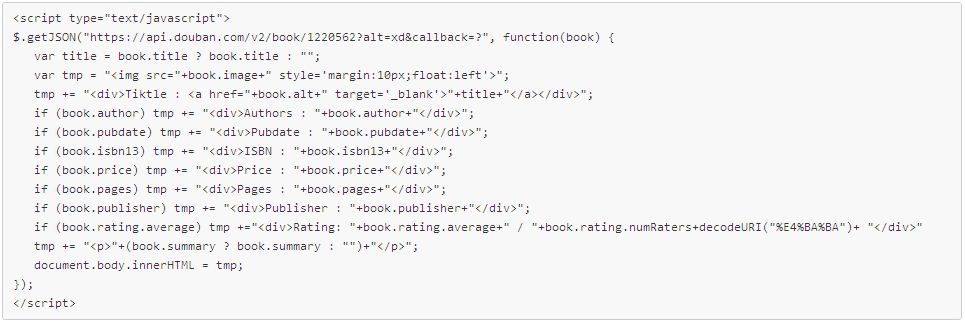 <script type="text/javascript">
$.getJSON("https://api.douban.com/v2/book/1220562?alt=xd&callback=?", function(book) {
   var title = book.title ? book.title : "";
   var tmp = "<img src="+book.image+" style='margin:10px;float:left'>";
   tmp += "<div>Tiktle : <a href="+book.alt+" target='_blank'>"+title+"</a></div>";
   if (book.author) tmp += "<div>Authors : "+book.author+"</div>";
   if (book.pubdate) tmp += "<div>Pubdate : "+book.pubdate+"</div>";
   if (book.isbn13) tmp += "<div>ISBN : "+book.isbn13+"</div>";
   if (book.price) tmp += "<div>Price : "+book.price+"</div>";
   if (book.pages) tmp += "<div>Pages : "+book.pages+"</div>";
   if (book.publisher) tmp += "<div>Publisher : "+book.publisher+"</div>";
   if (book.rating.average) tmp +="<div>Rating: "+book.rating.average+" / "+book.rating.numRaters+decodeURI("%E4%BA%BA")+ "</div>"
   tmp += "<p>"+(book.summary ? book.summary : "")+"</p>";
   document.body.innerHTML = tmp;
});
</script>